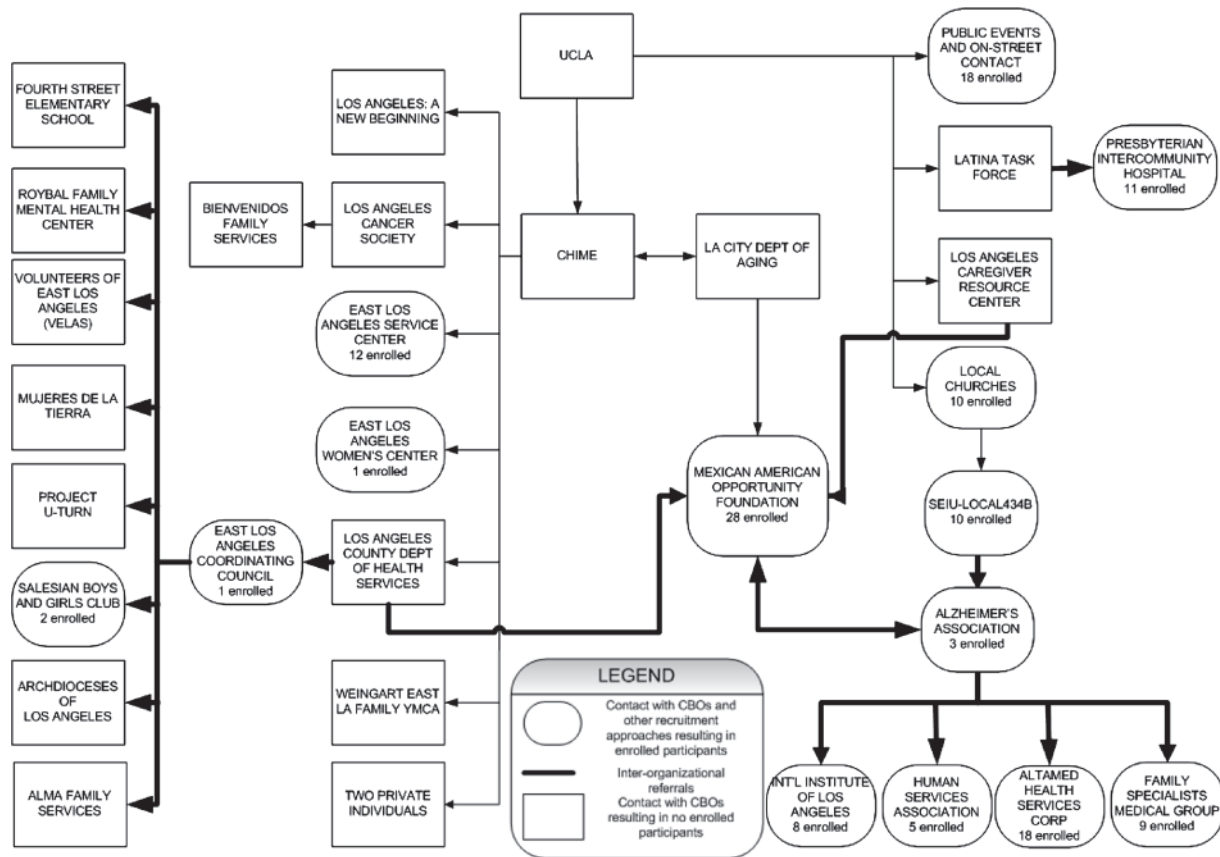 UCLA
PUBLIC EVENTS
AND ON-STREET
CONTACT
18 enrolled
FOURTH STREET
ELEMENTARY
SCHOOL
LOS ANGELES: A
NEW BEGINNING
LATINA TASK
FORCE
PRESBYTERIAN
INTERCOMMUNITY
HOSPITAL
11 enrolled
ROYBAL FAMILY
MENTAL HEALTH
CENTER
BIENVENIDOS
FAMILY
SERVICES
LOS ANGELES
CANCER
SOCIETY
CHIME
LA CITY DEPT OF
AGING
LOS ANGELES
CAREGIVER
RESOURCE
CENTER
VOLUNTEERS OF
EAST LOS ANGELES
(VELAS)
EAST LOS
ANGELES SERVICE
CENTER
12 enrolled
LOCAL
CHURCHES
10 enrolled
MUJERES DE LA
TIERRA
EAST LOS
ANGELES
WOMEN'S CENTER
1 enrolled
MEXICAN AMERICAN
OPPORTUNITY
FOUNDATION
28 enrolled
SEIU-LOCAL434B
10 enrolled
PROJECT
U-TURN
EAST LOS
ANGELES
COORDINATING
COUNCIL
1 enrolled
LOS ANGELES
COUNTY DEPT
OF HEALTH
SERVICES
SALESIAN BOYS
AND GIRLS CLUB
2 enrolled
ALZHEIMER'S
ASSOCIATION
3 enrolled
ARCHDIOCESES
OF
LOS ANGELES
WEINGART EAST
LA FAMILY YMCA
LEGEND
Contact with CBOs and
other recruitment
approaches resulting in
enrolled participants
Inter-organizational
referrals
Contact with CBOs
resulting in no enrolled
participants
ALMA FAMILY
SERVICES
TWO PRIVATE
INDIVIDUALS
INT'L INSTITUTE
OF LOS
ANGELES
8 enrolled
HUMAN
SERVICES
ASSOCIATION
5 enrolled
ALTAMED
HEALTH
SERVICES
CORP
18 enrolled
FAMILY
SPECIALISTS
MEDICAL GROUP
9 enrolled